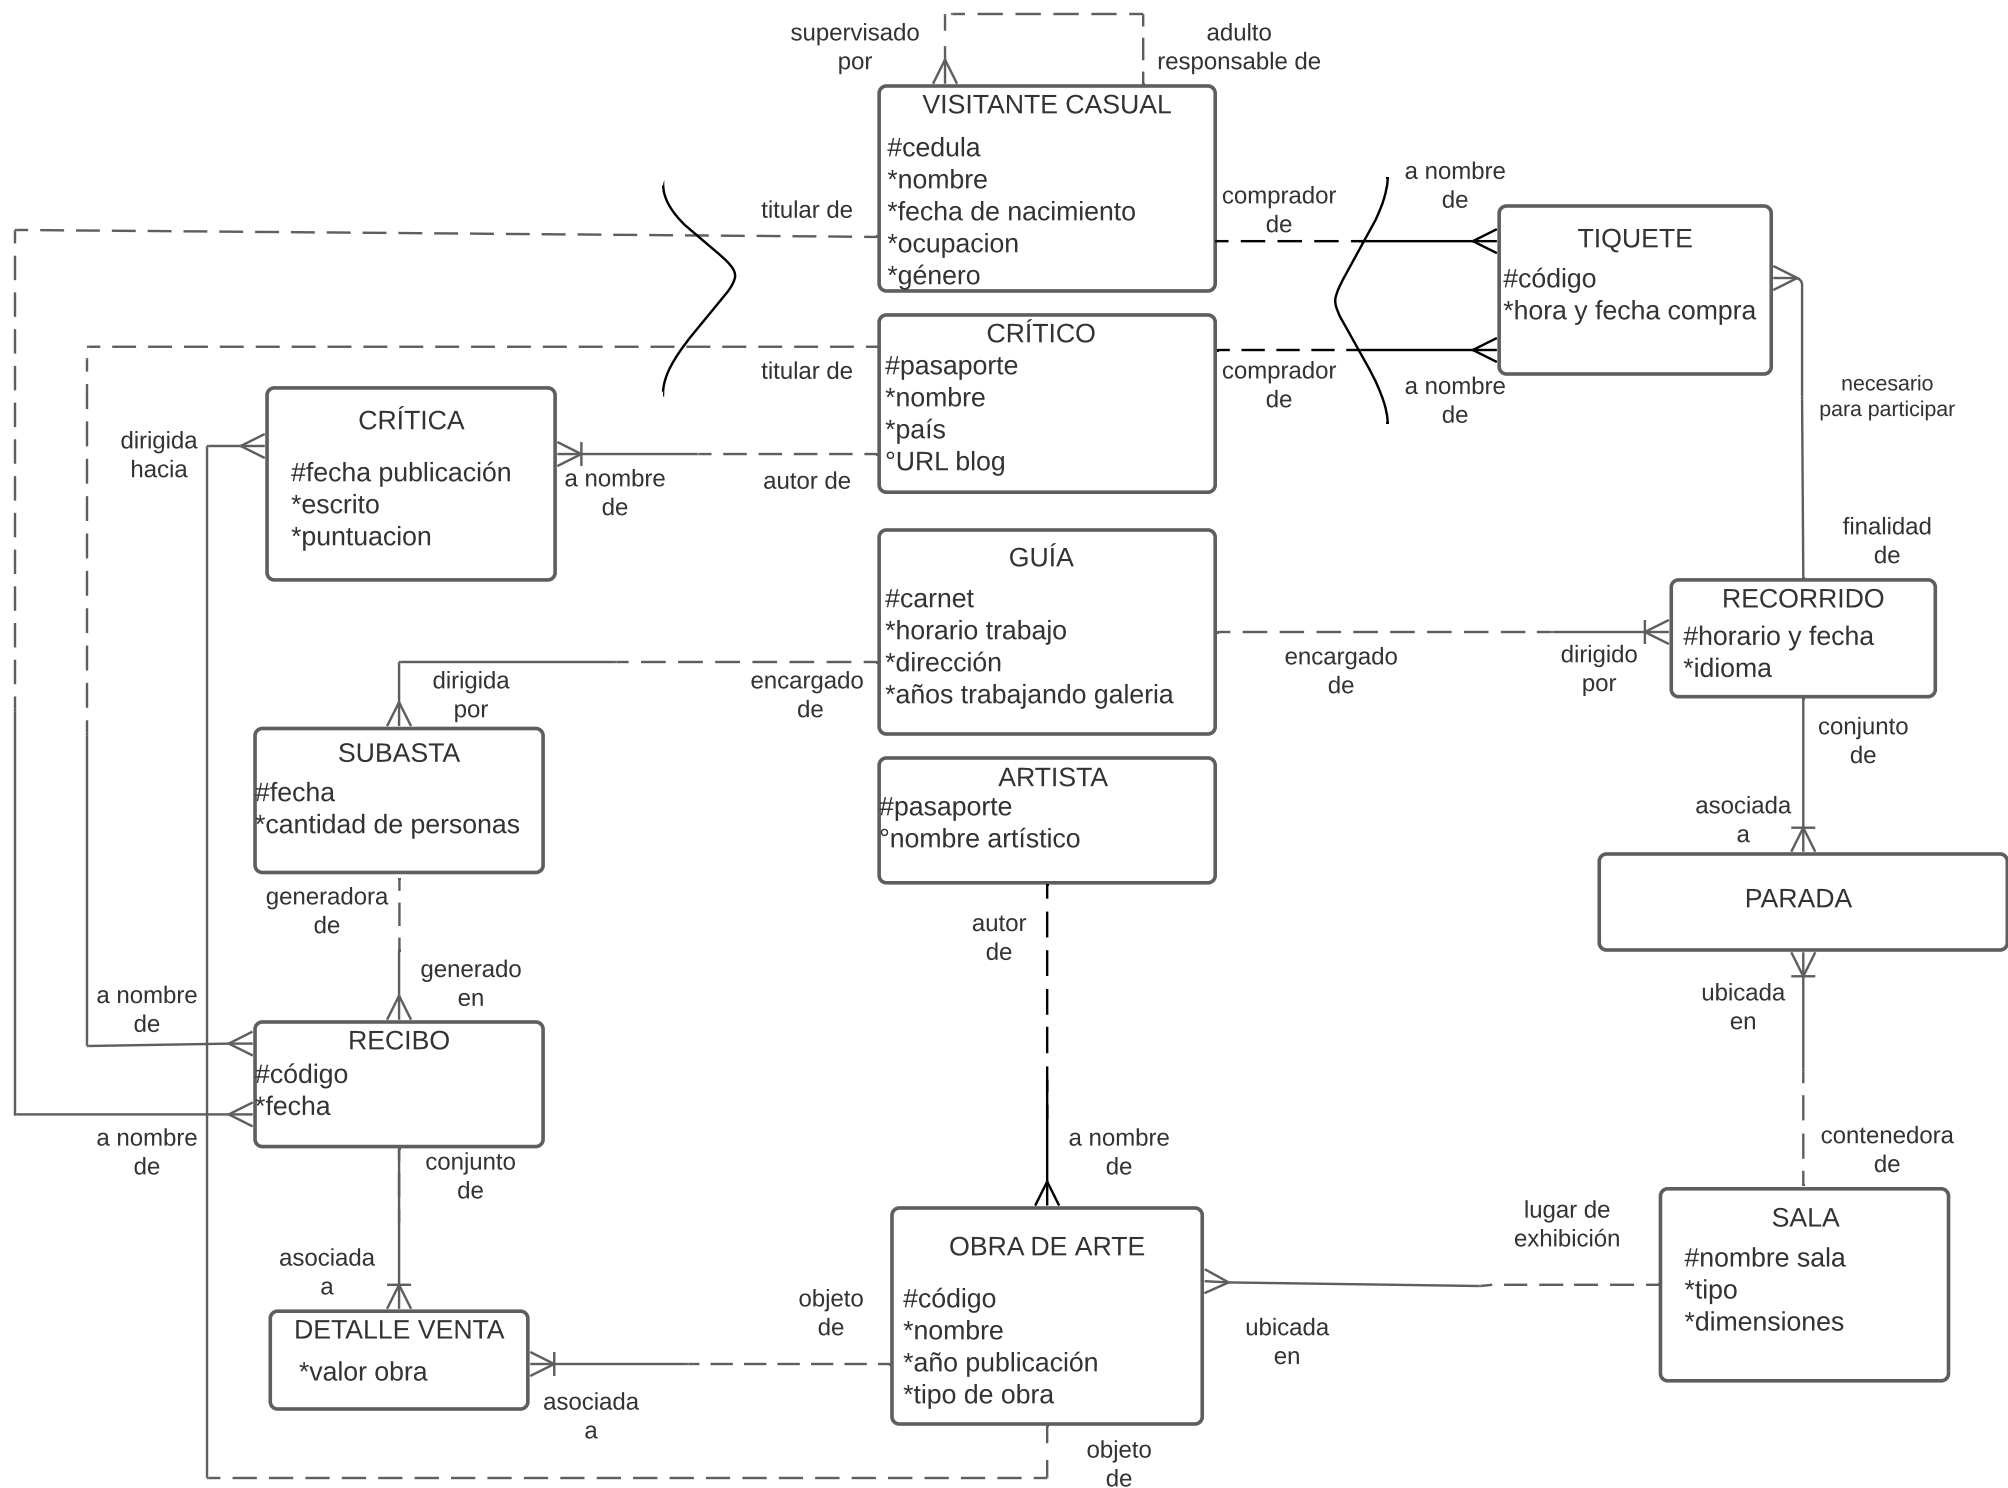 supervisado
por
adulto
responsable de
VISITANTE CASUAL
#cedula
*nombre
*fecha de nacimiento
*ocupacion
*género
titular de
comprador
de
a nombre
de
TIQUETE
#código
*hora y fecha compra
CRÍTICO
#pasaporte
*nombre
*país
°URL blog
titular de
comprador
de
a nombre
de
necesario
para participar
CRÍTICA
#fecha publicación
*escrito
*puntuacion
dirigida
hacia
a nombre
de
autor de
GUÍA
#carnet
*horario trabajo
*dirección
*años trabajando galeria
finalidad
de
RECORRIDO
#horario y fecha
*idioma
encargado
de
dirigido
por
dirigida
por
encargado
de
SUBASTA
#fecha
*cantidad de personas
conjunto
de
ARTISTA
#pasaporte
°nombre artístico
asociada
a
PARADA
generadora
de
autor
de
generado
en
a nombre
de
ubicada
en
RECIBO
#código
*fecha
a nombre
de
conjunto
de
a nombre
de
contenedora
de
asociada
a
OBRA DE ARTE
#código
*nombre
*año publicación
*tipo de obra
lugar de
exhibición
SALA
#nombre sala
*tipo
*dimensiones
DETALLE VENTA
*valor obra
objeto
de
ubicada
en
asociada
a
objeto
de